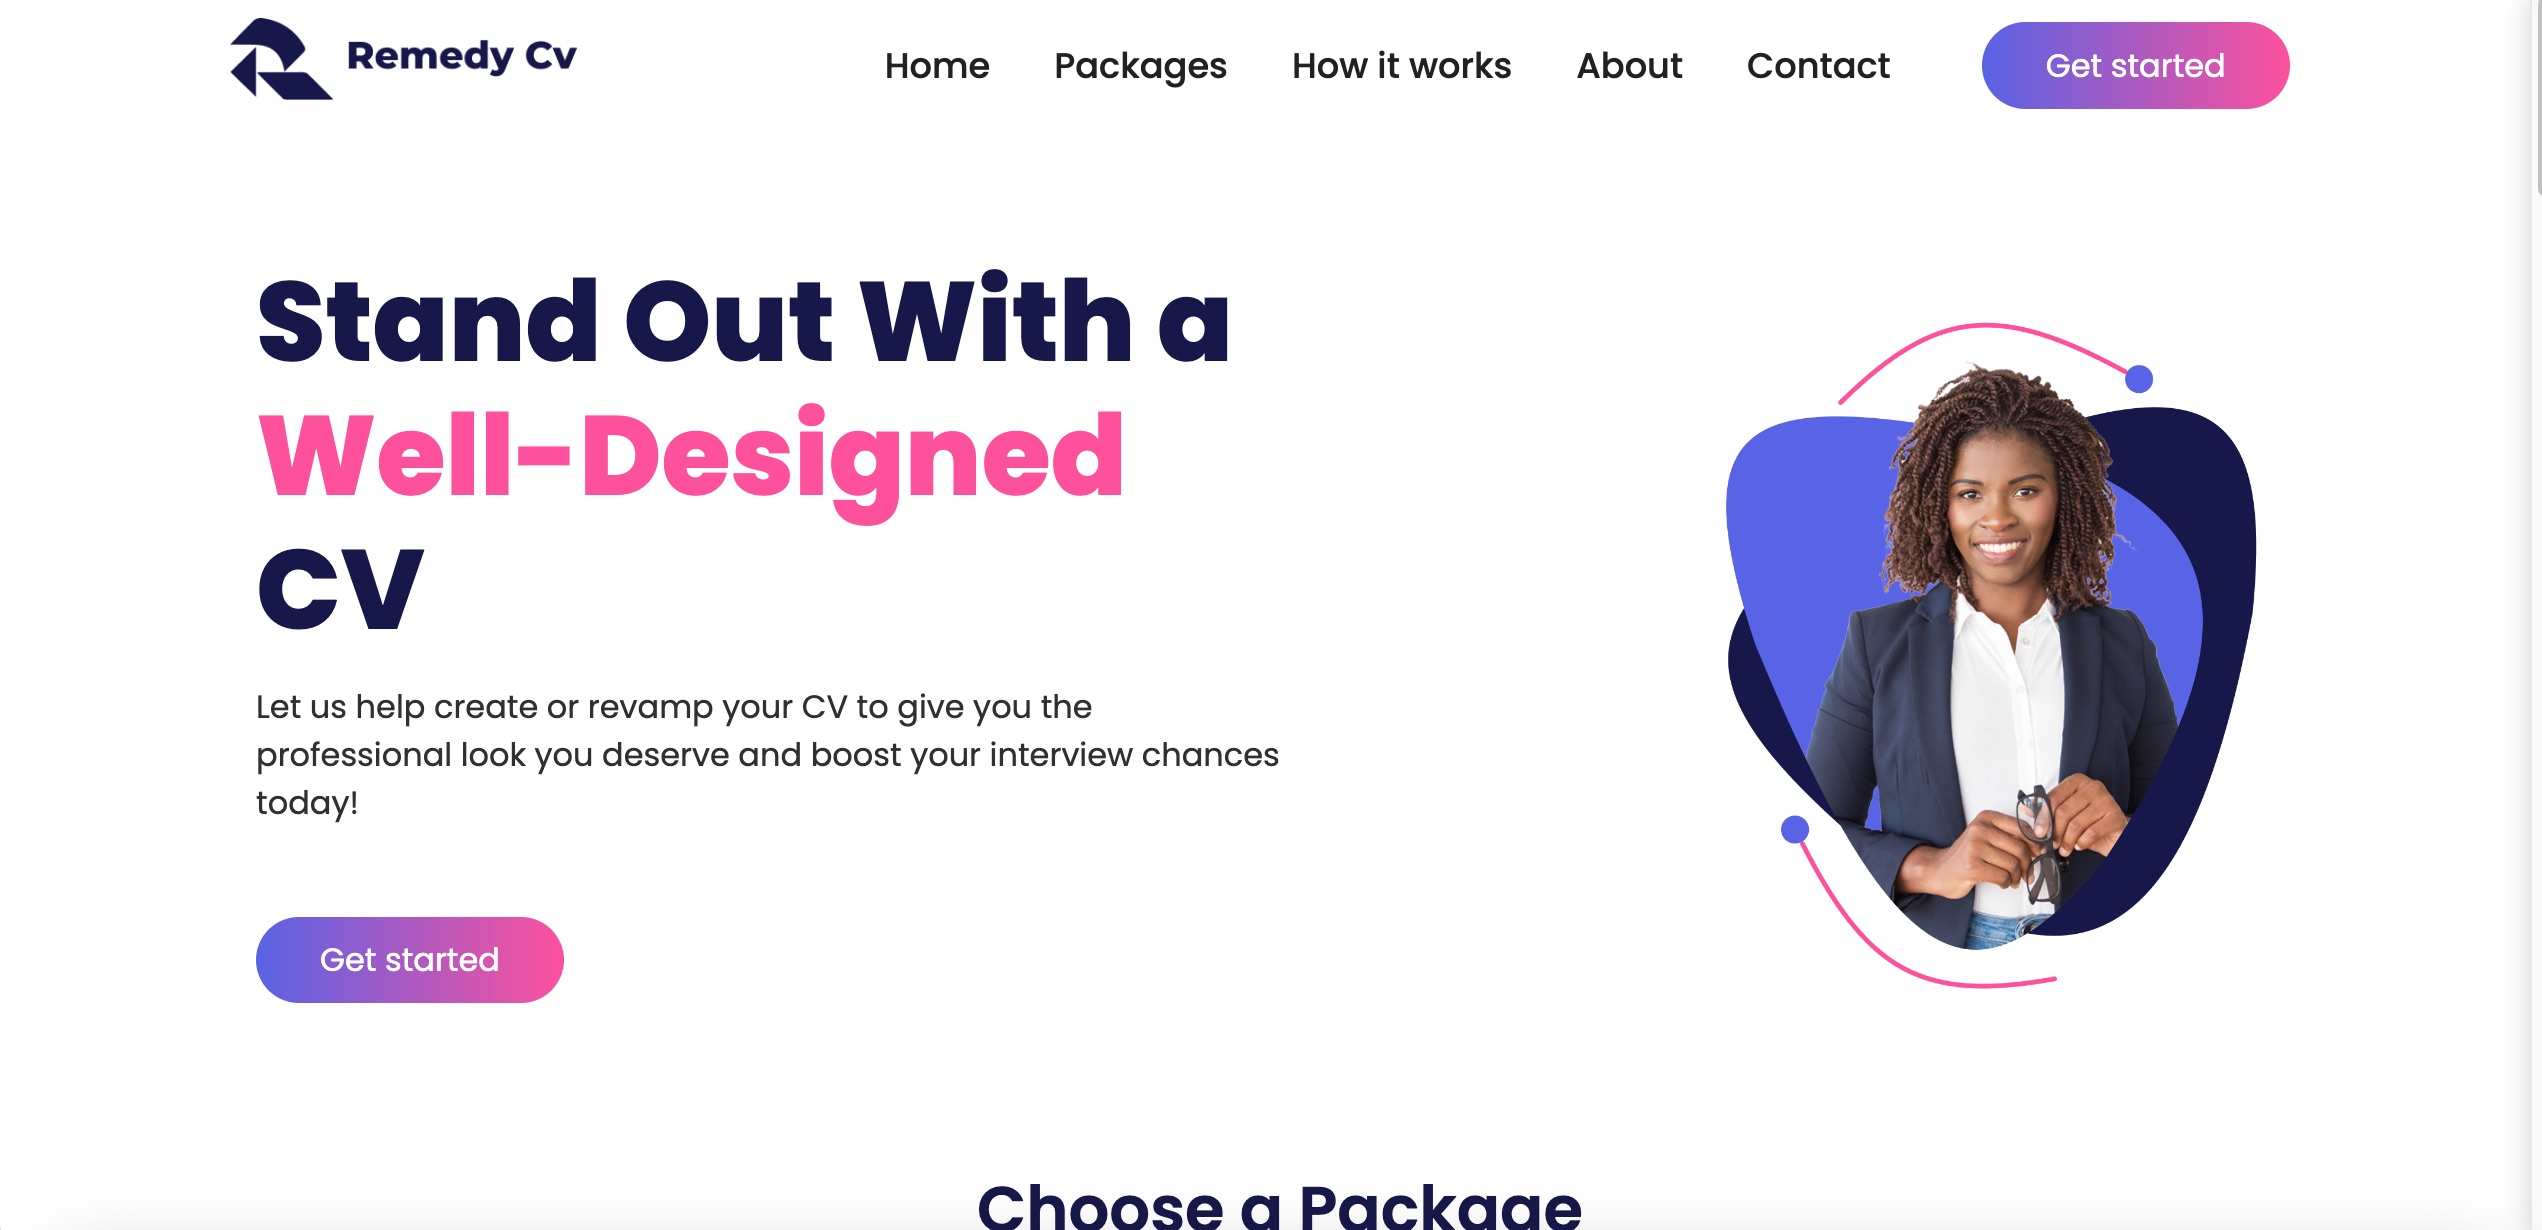 Remedy Cv
Home Packages How it works About Contact Get started
Stand Out With a
Well-Designed
CV
Let us help create or revamp your CV to give you the
professional look you deserve and boost your interview chances
today!
Get started
Choose a Package